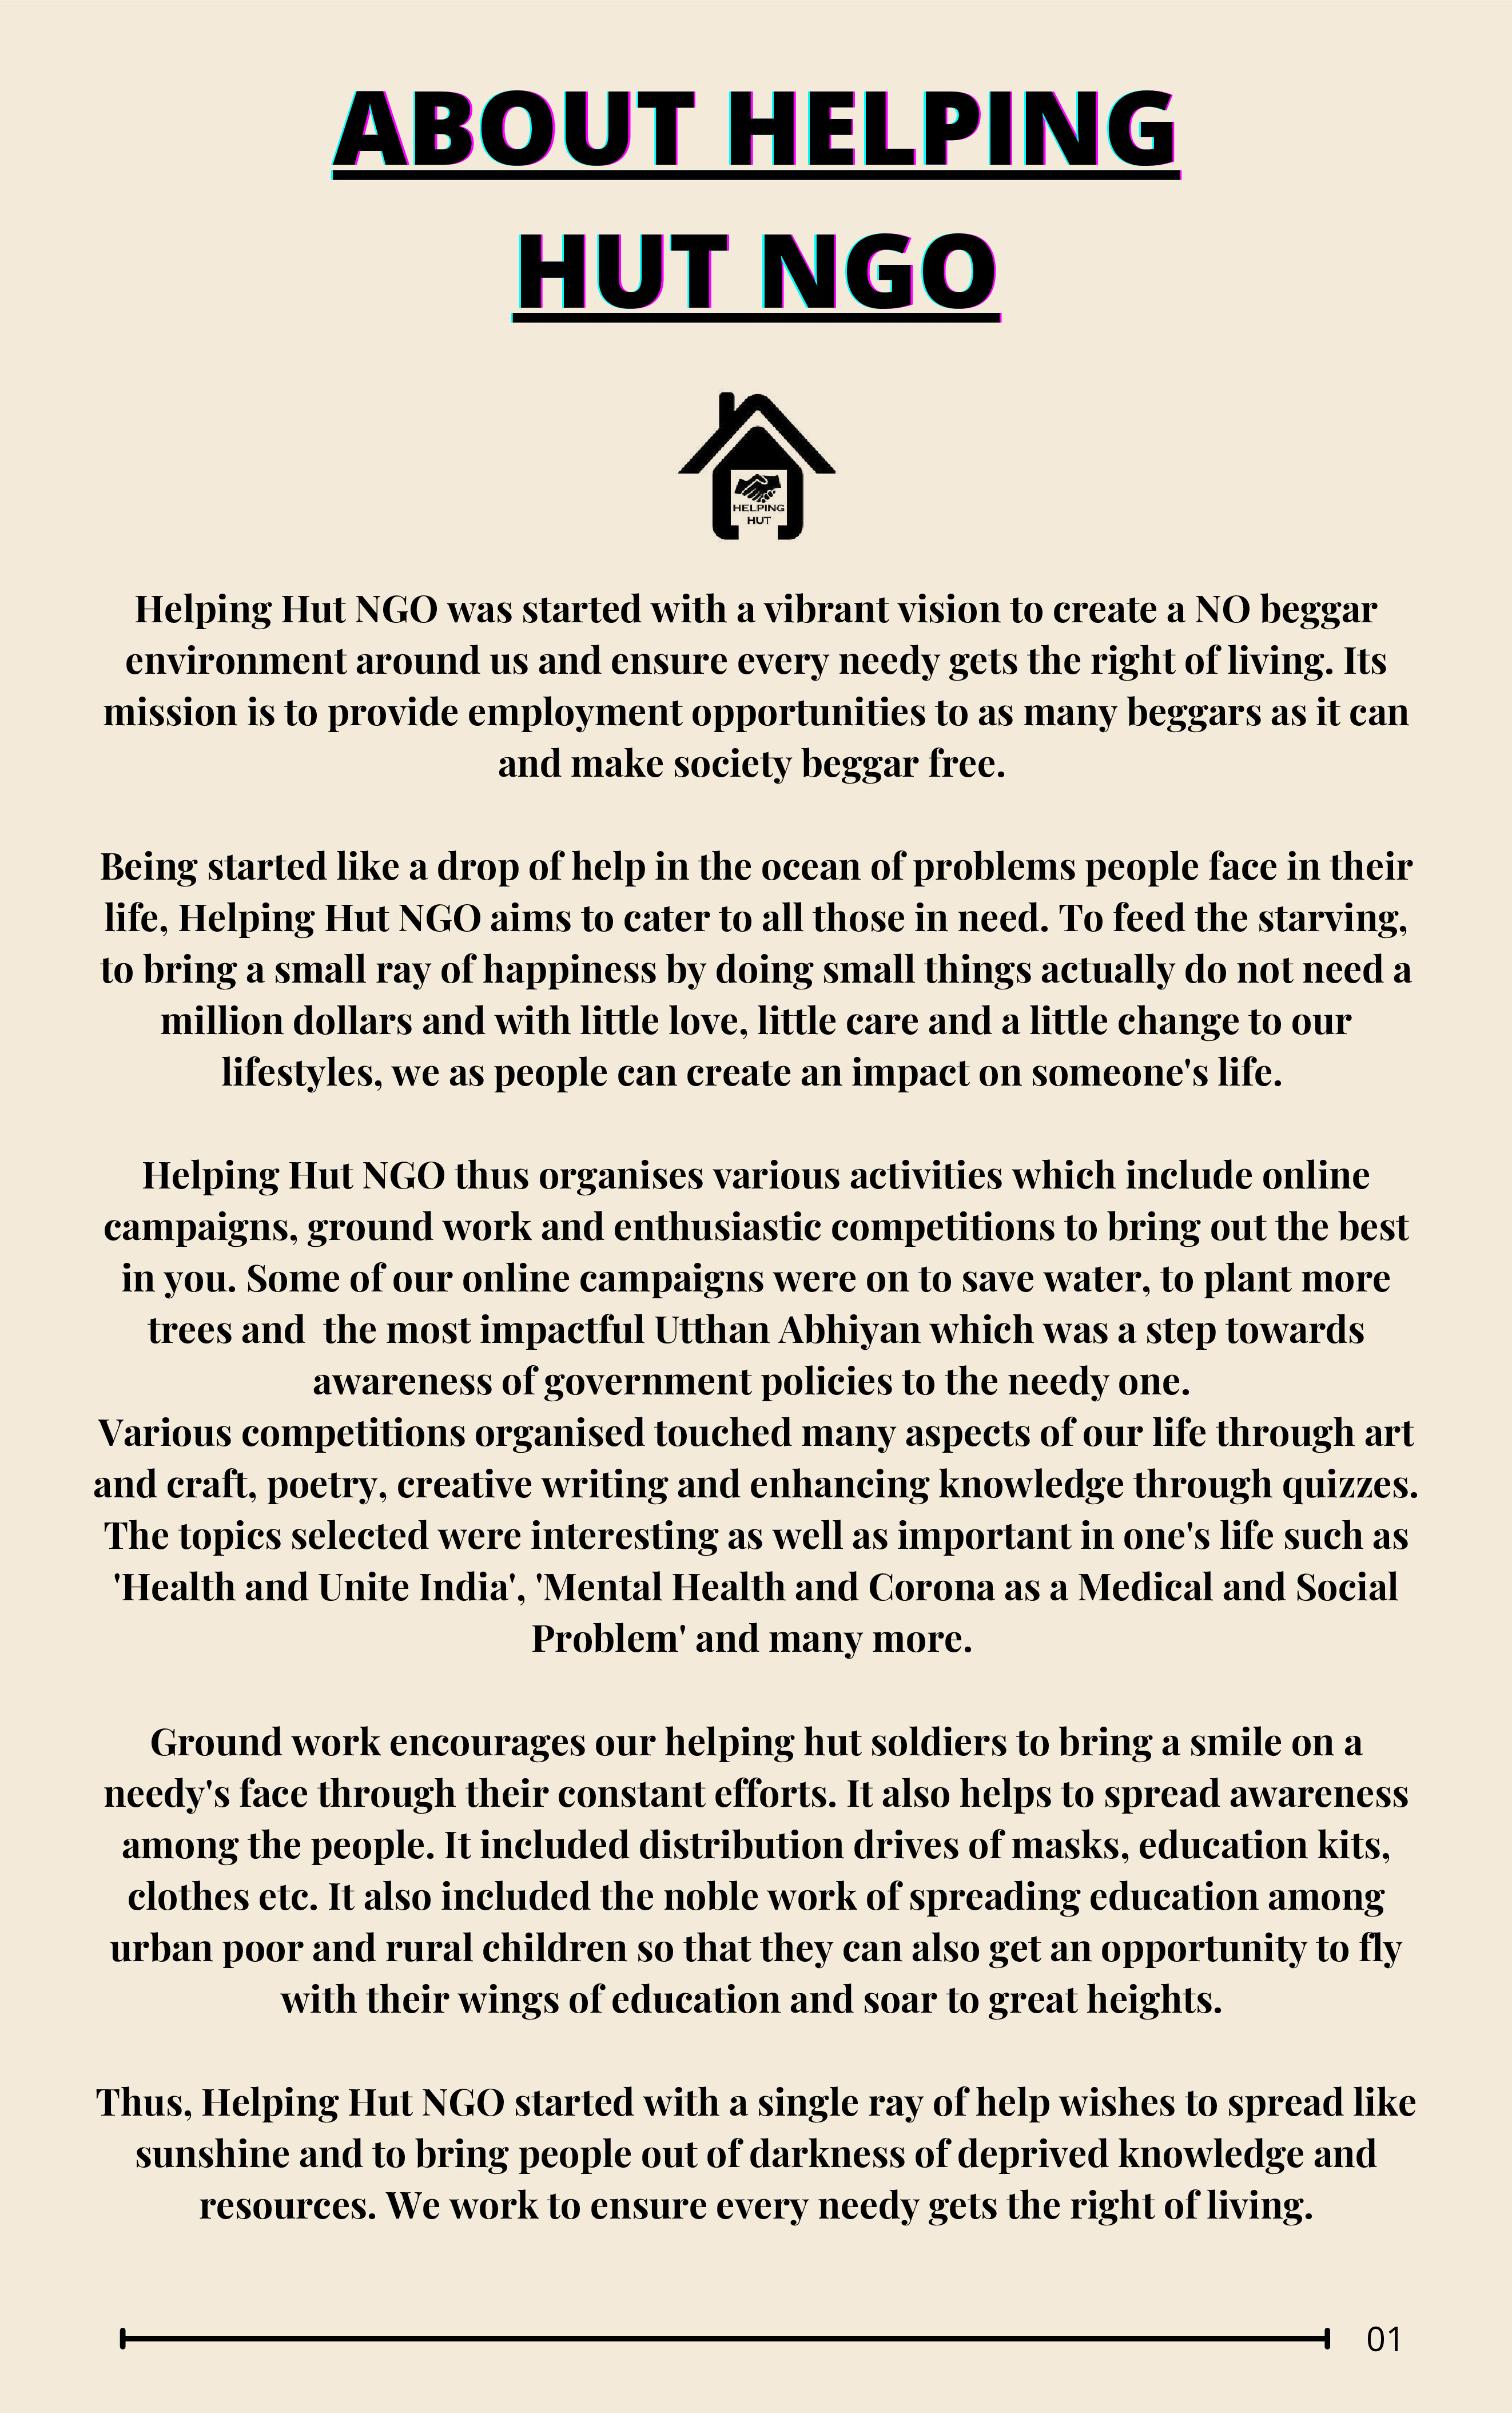 ABOUT HELPING
HUT NGO
HELPING
HUT
Helping Hut NGO was started with a vibrant vision to create a NO beggar
environment around us and ensure every needy gets the right of living. Its
mission is to provide employment opportunities to as many beggars as it can
and make society beggar free.
Being started like a drop of help in the ocean of problems people face in their
life, Helping Hut NGO aims to cater to all those in need. To feed the starving,
to bring a small ray of happiness by doing small things actually do not need a
million dollars and with little love, little care and a little change to our
lifestyles, we as people can create an impact on someone's life.
Helping Hut NGO thus organises various activities which include online
campaigns, ground work and enthusiastic competitions to bring out the best
in you. Some of our online campaigns were on to save water, to plant more
trees and  the most impactful Utthan Abhiyan which was a step towards
awareness of government policies to the needy one.
Various competitions organised touched many aspects of our life through art
and craft, poetry, creative writing and enhancing knowledge through quizzes.
The topics selected were interesting as well as important in one's life such as
'Health and Unite India', 'Mental Health and Corona as a Medical and Social
Problem' and many more.
Ground work encourages our helping hut soldiers to bring a smile on a
needy's face through their constant efforts. It also helps to spread awareness
among the people. It included distribution drives of masks, education kits,
clothes etc. It also included the noble work of spreading education among
urban poor and rural children so that they can also get an opportunity to fly
with their wings of education and soar to great heights.
Thus, Helping Hut NGO started with a single ray of help wishes to spread like
sunshine and to bring people out of darkness of deprived knowledge and
resources. We work to ensure every needy gets the right of living.
01